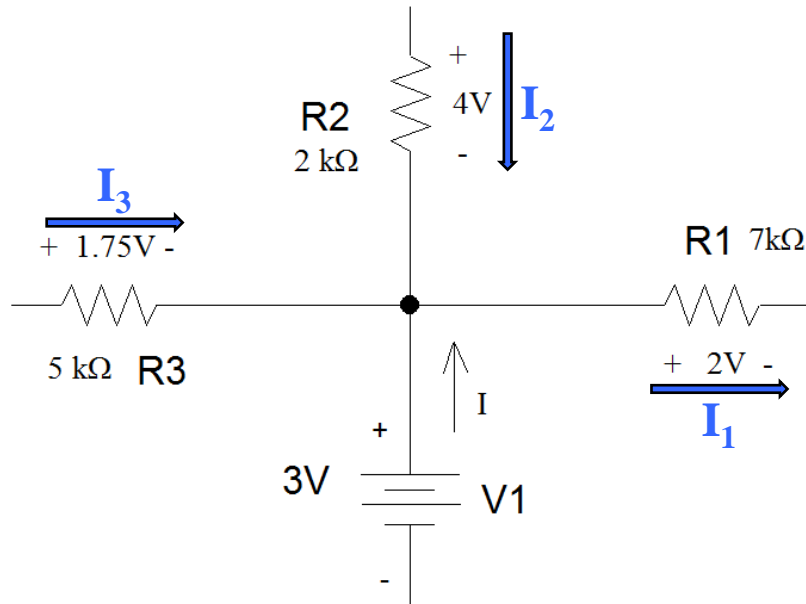 +
R2
4V
I₂
2 kΩ
-
I₃
+ 1.75V -
R1 7kΩ
5 kΩ R3
+ 2V -
I
I₁
+
3V
V1
-